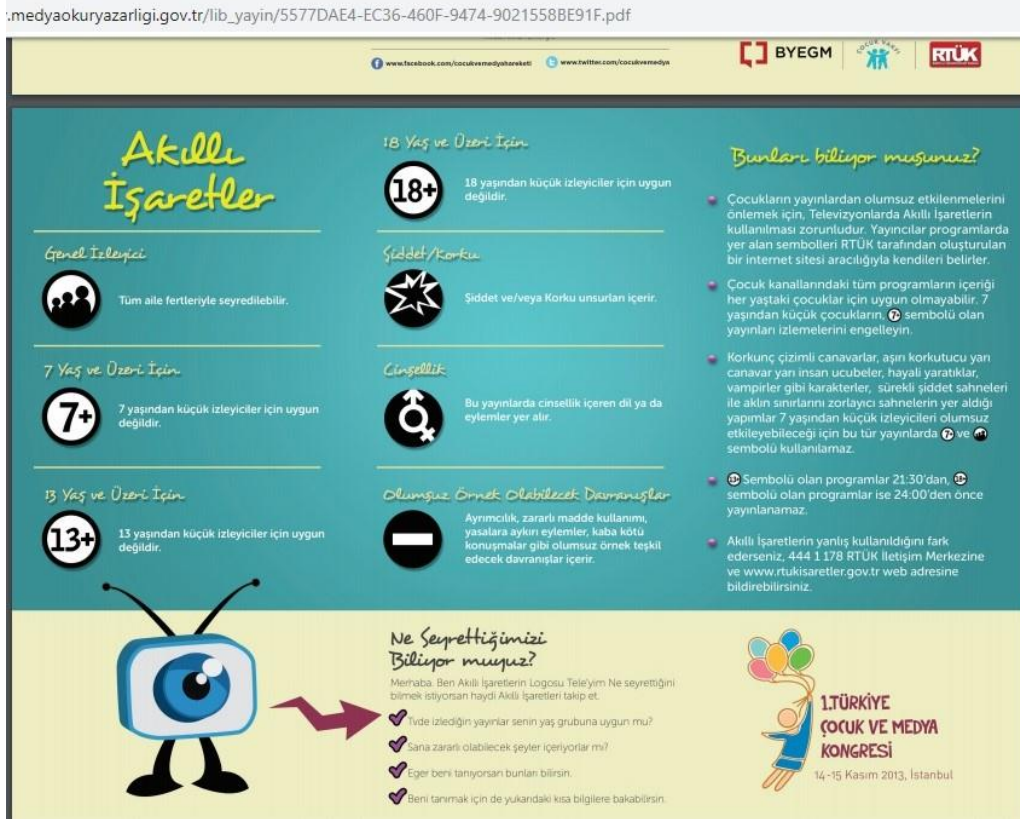 .medyaokuryazarligi.gov.tr/lib_yayin/5577DAE4-EC36-460F-9474-9021558BE91F.pdf
www.facebook.com/cocukvemedyahareketi
www.twitter.com/cocukvemedya
BYEGM
ÇOCUK VAKFI
RTÜK
Akıllı
İşaretler
Genel İzleyici
Tüm aile fertleriyle seyredilebilir.
7 Yaş ve Üzeri İçin
7+
7 yaşından küçük izleyiciler için uygun
değildir.
13 Yaş ve Üzeri İçin
13+
13 yaşından küçük izleyiciler için uygun
değildir.
18 Yaş ve Üzeri İçin
18+
18 yaşından küçük izleyiciler için uygun
değildir.
Şiddet/Korku
Şiddet ve/veya Korku unsurları içerir.
Cinsellik
Bu yayınlarda cinsellik içeren dil ya da
eylemler yer alır.
Olumsuz Örnek Olabilecek Davranışlar
Ayrımcılık, zararlı madde kullanımı,
yasalara aykırı eylemler, kaba kötü
konuşmalar gibi olumsuz örnek teşkil
edecek davranışlar içerir.
Bunları biliyor muşunuz?
Çocukların yayınlardan olumsuz etkilenmelerini
önlemek için, Televizyonlarda Akıllı İşaretlerin
kullanılması zorunludur. Yayıncılar programlarda
yer alan sembolleri RTÜK tarafından oluşturulan
bir internet sitesi aracılığıyla kendileri belirler.
Çocuk kanallarındaki tüm programların içeriği
her yaştaki çocuklar için uygun olmayabilir. 7
yaşından küçük çocukların, 7+ sembolü olan
yayınları izlemelerini engelleyin.
Korkunç çizimli canavarlar, aşırı korkutucu yarı
canavar yarı insan ucubeler, hayali yaratıklar,
vampirler gibi karakterler, sürekli şiddet sahneleri
ile aklın sınırlarını zorlayıcı sahnelerin yer aldığı
yapımlar 7 yaşından küçük izleyicileri olumsuz
etkileyebileceği için bu tür yayınlarda 7+ ve
sembolü kullanılamaz.
13+ Sembolü olan programlar 21:30'dan, 18+
sembolü olan programlar ise 24:00'den önce
yayınlanamaz.
Akıllı İşaretlerin yanlış kullanıldığını fark
ederseniz, 444 1 178 RTÜK İletişim Merkezine
ve www.rtukisaretler.gov.tr web adresine
bildirebilirsiniz.
Ne Seyrettiğimizi
Biliyor muyuz?
Merhaba. Ben Akıllı İşaretlerin Logosu Tele'yim Ne seyrettiğini
bilmek istiyorsan haydi Akıllı İşaretleri takip et.
Tvde izlediğin yayınlar senin yaş grubuna uygun mu?
Sana zararlı olabilecek şeyler içeriyorlar mı?
Eger beni tanıyorsan bunları bilirsin.
Beni tanımak için de yukarıdaki kısa bilgilere bakabilirsin.
1.TÜRKİYE
ÇOCUK VE MEDYA
KONGRESİ
14-15 Kasım 2013, İstanbul